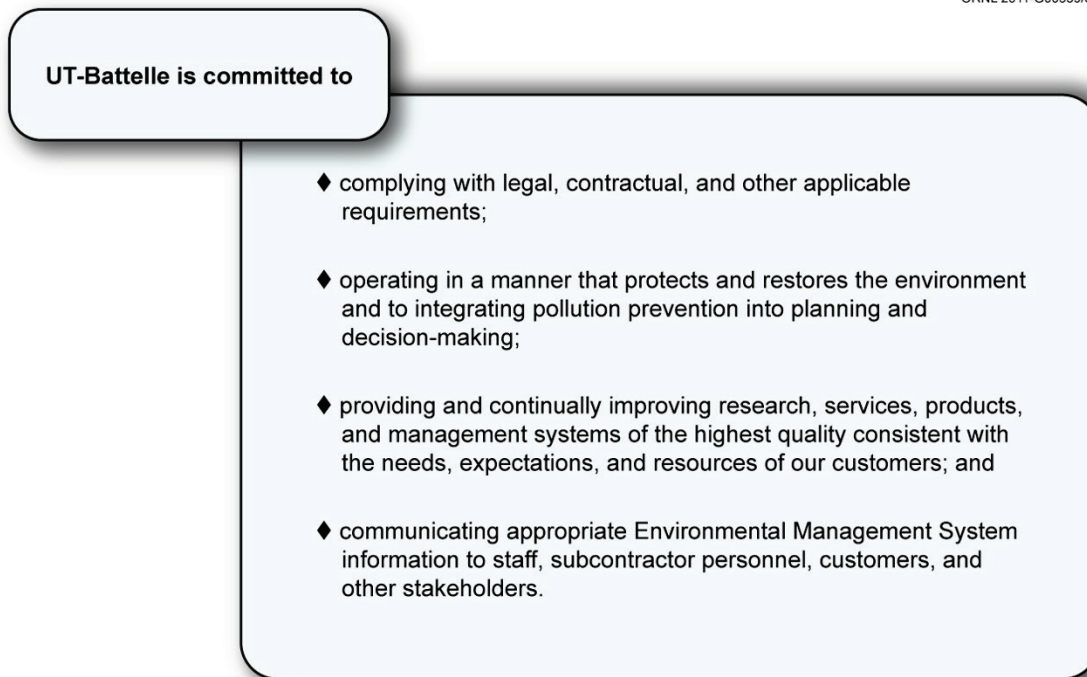 UT-Battelle is committed to
♦ complying with legal, contractual, and other applicable
requirements;
♦ operating in a manner that protects and restores the environment
and to integrating pollution prevention into planning and
decision-making;
♦ providing and continually improving research, services, products,
and management systems of the highest quality consistent with
the needs, expectations, and resources of our customers; and
♦ communicating appropriate Environmental Management System
information to staff, subcontractor personnel, customers, and
other stakeholders.